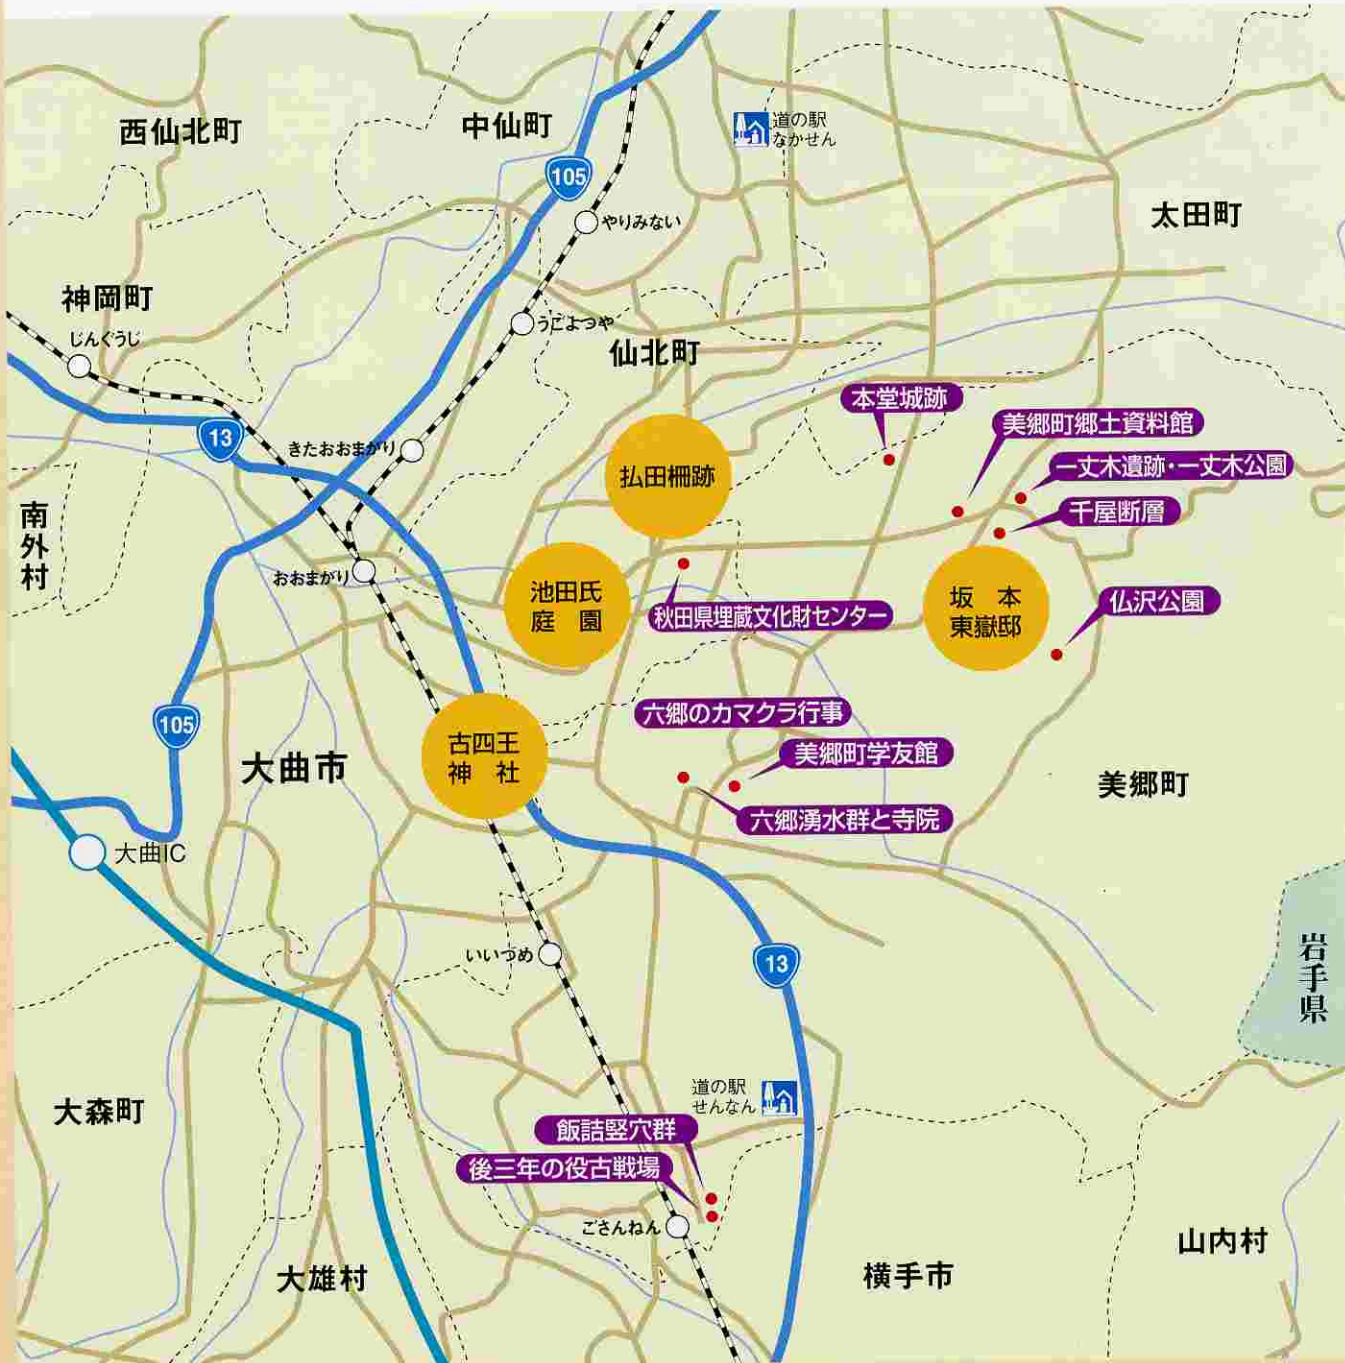 西仙北町
中仙町
道の駅
なかせん
105
やりみない
太田町
神岡町
じんぐうじ
うごよつや
仙北町
本堂城跡
美郷町郷土資料館
13
きたおおまがり
払田柵跡
一丈木遺跡・一丈木公園
千屋断層
南外村
おおまがり
池田氏
庭園
秋田県埋蔵文化財センター
坂本
東嶽邸
仏沢公園
105
六郷のカマクラ行事
古四王
神社
大曲市
美郷町学友館
美郷町
六郷湧水群と寺院
大曲IC
いいづめ
13
岩手県
道の駅
せんなん
大森町
飯詰竪穴群
後三年の役古戦場
ごさんねん
大雄村
横手市
山内村